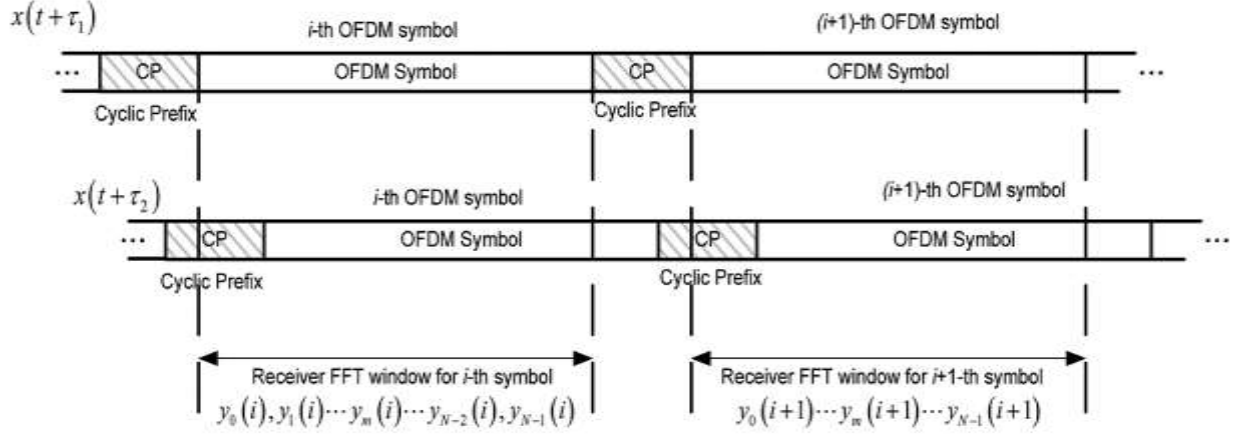 x(t+τ₁)
i-th OFDM symbol
(i+1)-th OFDM symbol
... CP OFDM Symbol CP OFDM Symbol ...
Cyclic Prefix Cyclic Prefix
x(t+τ₂)
i-th OFDM symbol
(i+1)-th OFDM symbol
... CP OFDM Symbol CP OFDM Symbol ...
Cyclic Prefix Cyclic Prefix
Receiver FFT window for i-th symbol
y₀(i), y₁(i)⋯yₘ(i)⋯y_{N-2}(i), y_{N-1}(i)
Receiver FFT window for i+1-th symbol
y₀(i+1)⋯yₘ(i+1)⋯y_{N-1}(i+1)